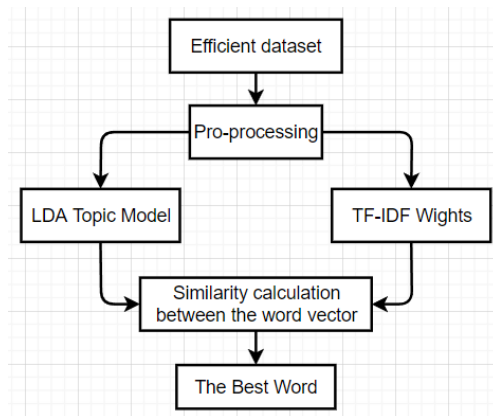 Efficient dataset
Pro-processing
LDA Topic Model
TF-IDF Wights
Similarity calculation
between the word vector
The Best Word